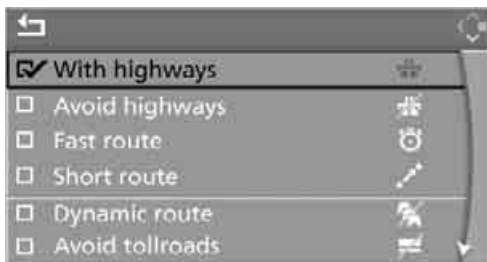 With highways
Avoid highways
Fast route
Short route
Dynamic route
Avoid tollroads